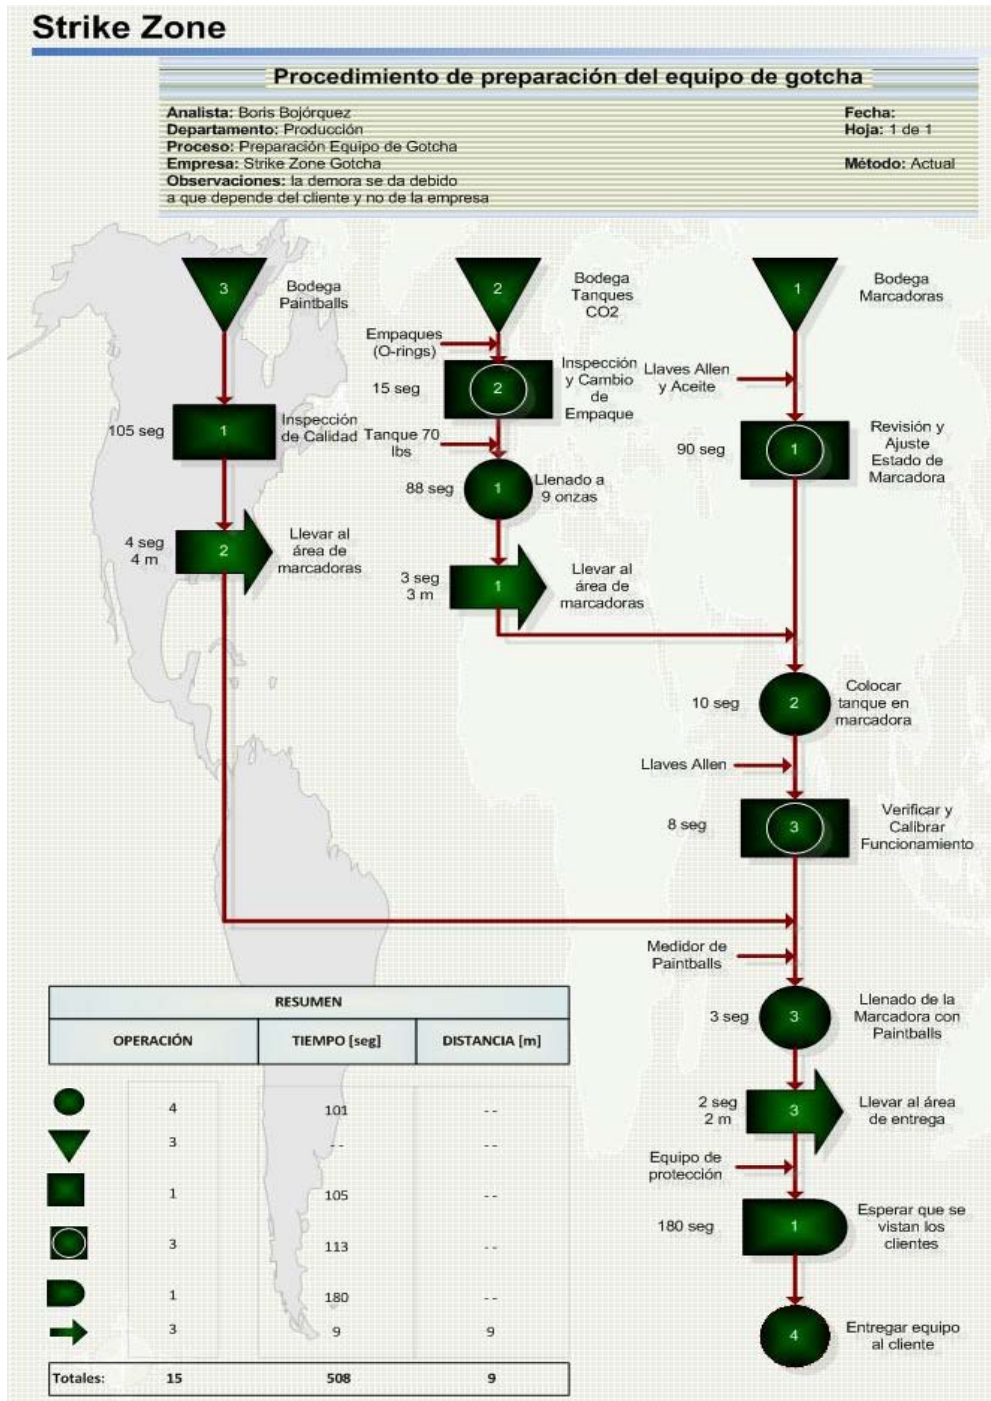 Strike Zone
Procedimiento de preparación del equipo de gotcha
Analista: Boris Bojórquez
Departamento: Producción
Proceso: Preparación Equipo de Gotcha
Empresa: Strike Zone Gotcha
Observaciones: la demora se da debido
a que depende del cliente y no de la empresa
Fecha:
Hoja: 1 de 1
Método: Actual
3
Bodega
Paintballs
105 seg
1
Inspección
de Calidad
4 seg
4 m
2
Llevar al
área de
marcadoras
2
Bodega
Tanques
CO2
Empaques
(O-rings)
15 seg
2
Inspección
y Cambio
de
Empaque
Tanque 70
lbs
88 seg
1
Llenado a
9 onzas
3 seg
3 m
1
Llevar al
área de
marcadoras
1
Bodega
Marcadoras
Llaves Allen
y Aceite
90 seg
1
Revisión y
Ajuste
Estado de
Marcadora
10 seg
2
Colocar
tanque en
marcadora
Llaves Allen
8 seg
3
Verificar y
Calibrar
Funcionamiento
Medidor de
Paintballs
3 seg
3
Llenado de la
Marcadora con
Paintballs
2 seg
2 m
3
Llevar al área
de entrega
Equipo de
protección
180 seg
1
Esperar que se
vistan los
clientes
4
Entregar equipo
al cliente
RESUMEN
OPERACIÓN TIEMPO [seg] DISTANCIA [m]
4 101 --
3 -- --
1 105 --
3 113 --
1 180 --
3 9 9
Totales: 15 508 9